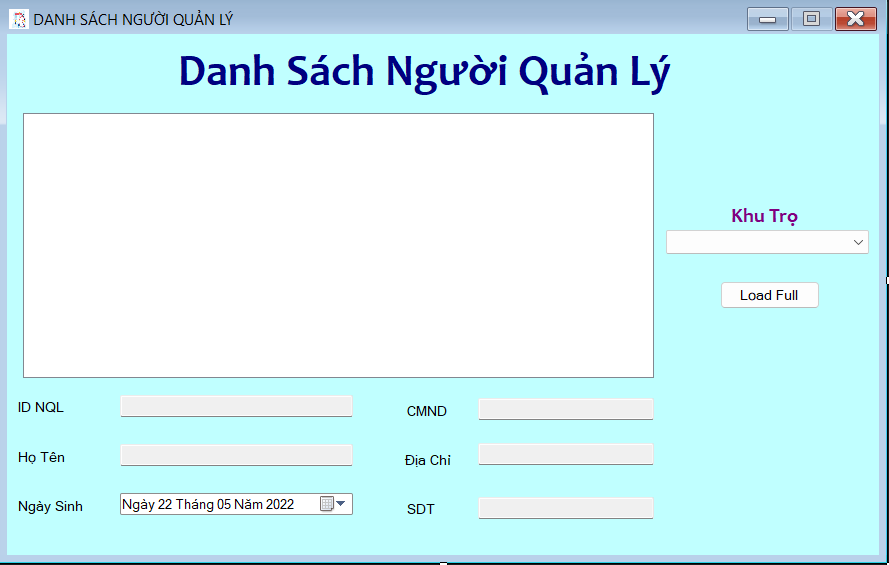 DANH SÁCH NGƯỜI QUẢN LÝ
Danh Sách Người Quản Lý
Khu Trọ
Load Full
ID NQL
CMND
Họ Tên
Địa Chỉ
Ngày Sinh
Ngày 22 Tháng 05 Năm 2022
SDT